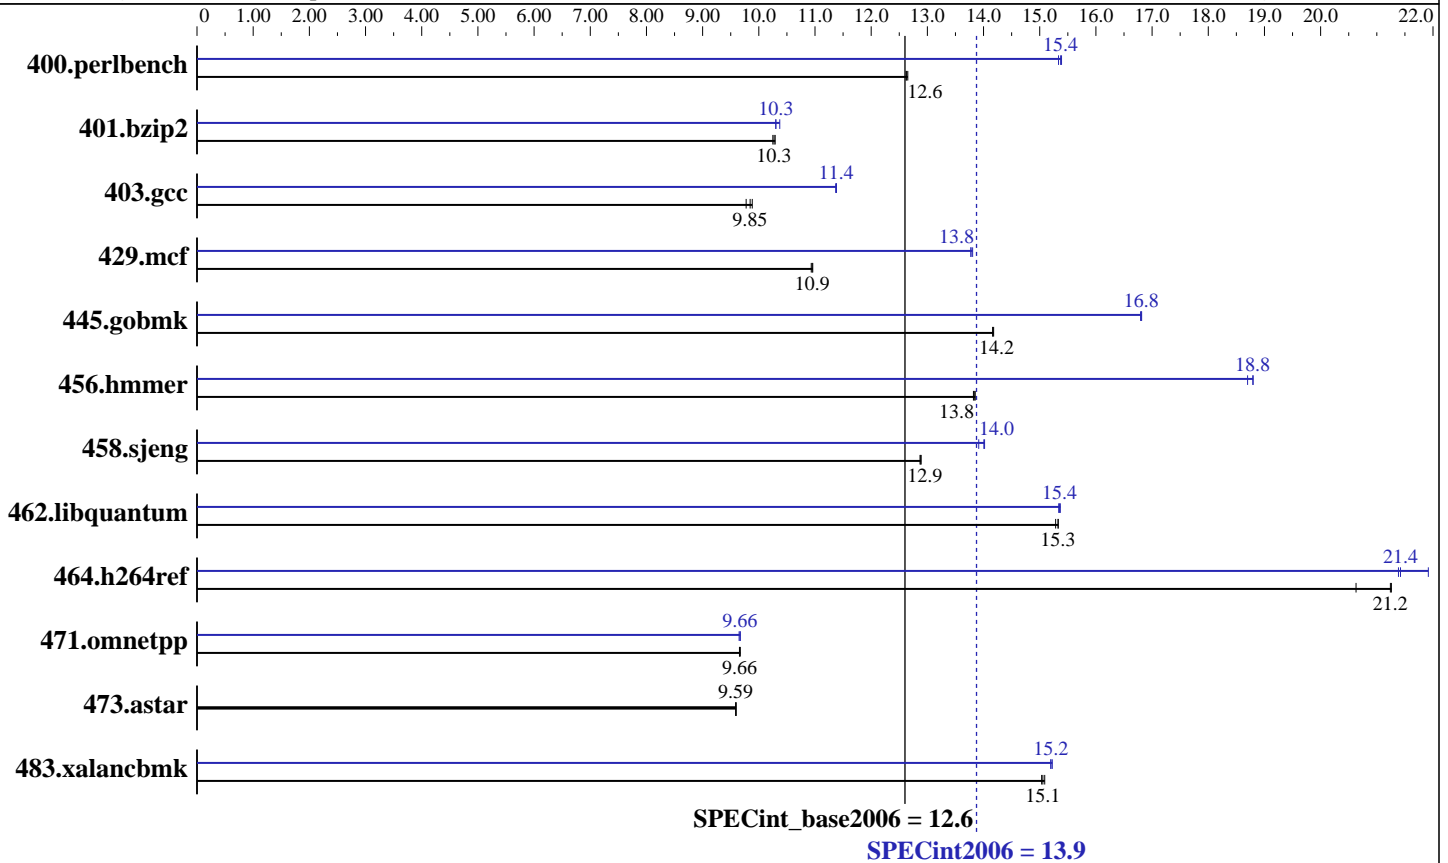 0 1.00 2.00 3.00 4.00 5.00 6.00 7.00 8.00 9.00 10.0 11.0 12.0 13.0 14.0 15.0 16.0 17.0 18.0 19.0 20.0 22.0
15.4
400.perlbench
12.6
10.3
401.bzip2
10.3
11.4
403.gcc
9.85
13.8
429.mcf
10.9
16.8
445.gobmk
14.2
18.8
456.hmmer
13.8
14.0
458.sjeng
12.9
15.4
462.libquantum
15.3
21.4
464.h264ref
21.2
9.66
471.omnetpp
9.66
9.59
473.astar
15.2
483.xalancbmk
15.1
SPECint_base2006 = 12.6
SPECint2006 = 13.9